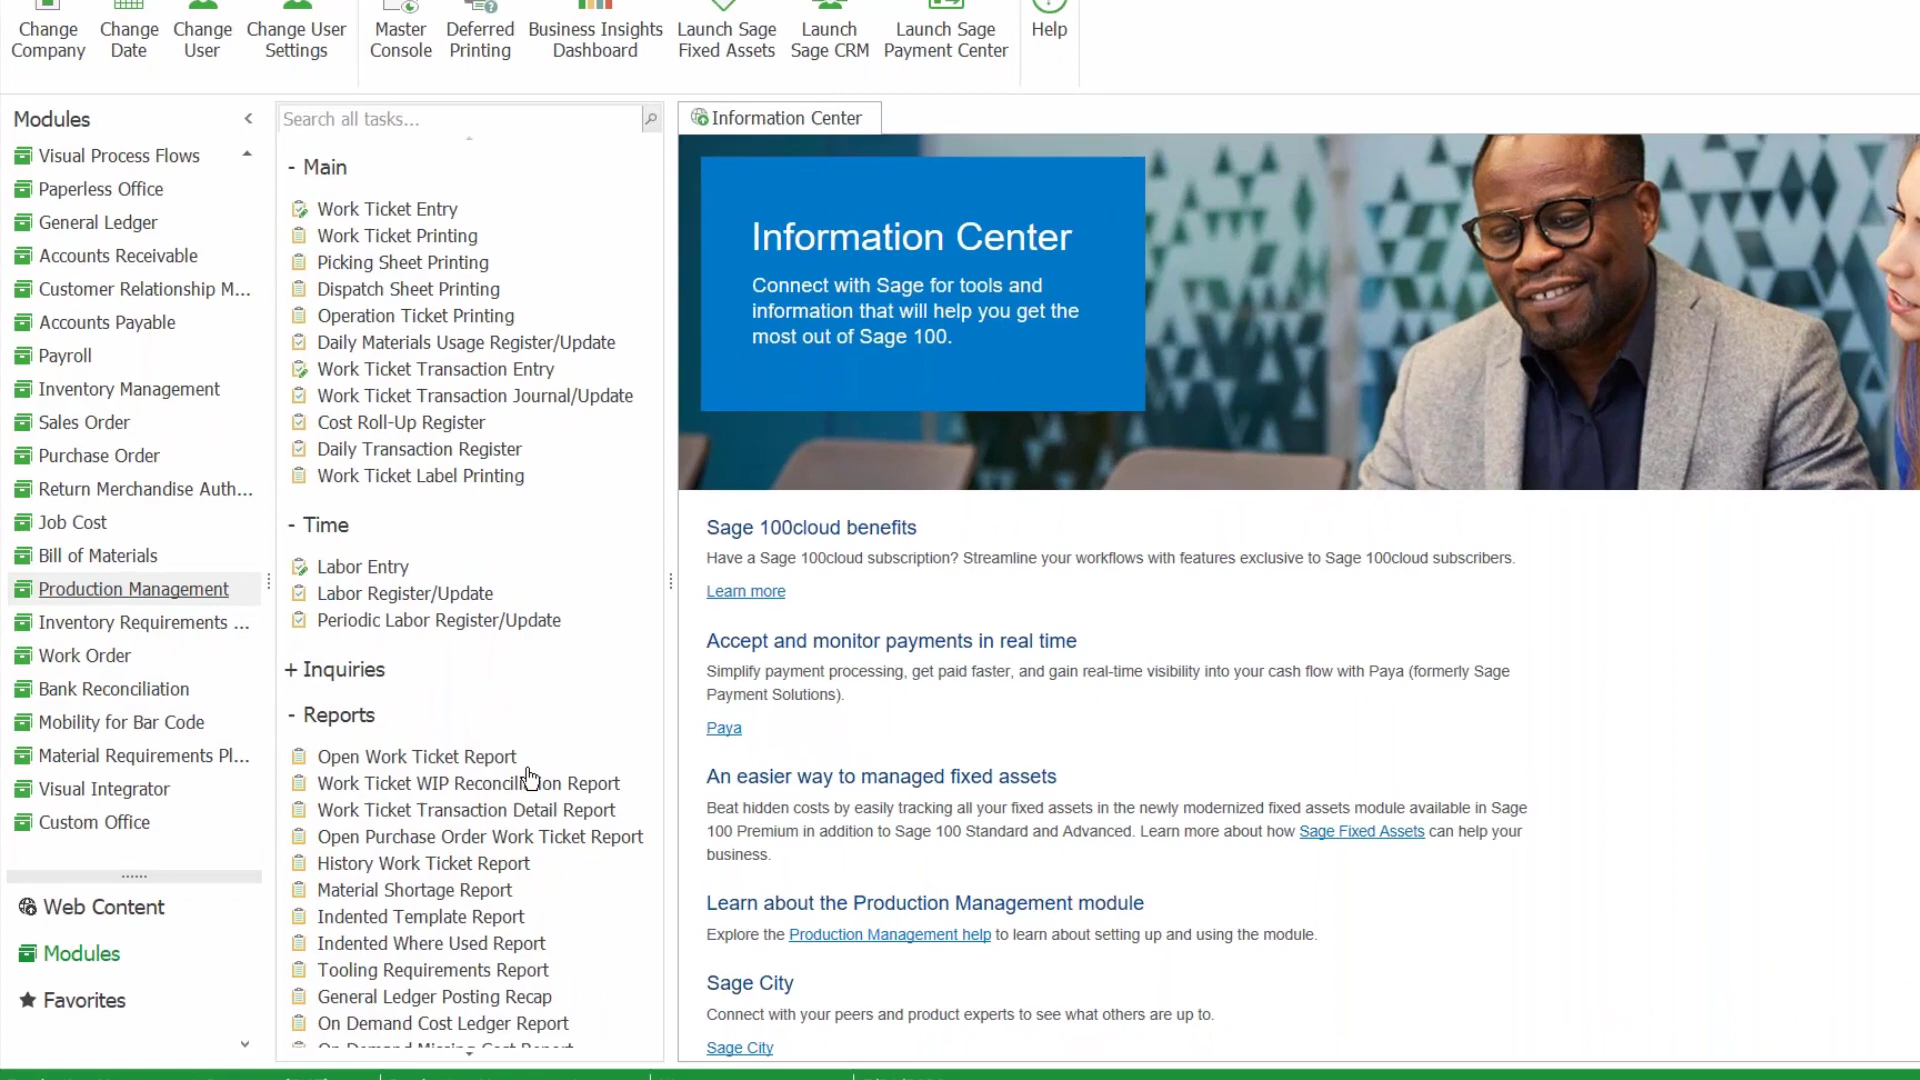 Change Company
Change Date
Change User
Change User Settings
Master Console
Deferred Printing
Business Insights Dashboard
Launch Sage Fixed Assets
Launch Sage CRM
Launch Sage Payment Center
Help
Modules
Visual Process Flows
Paperless Office
General Ledger
Accounts Receivable
Customer Relationship M...
Accounts Payable
Payroll
Inventory Management
Sales Order
Purchase Order
Return Merchandise Auth...
Job Cost
Bill of Materials
Production Management
Inventory Requirements ...
Work Order
Bank Reconciliation
Mobility for Bar Code
Material Requirements Pl...
Visual Integrator
Custom Office
Web Content
Modules
Favorites
Search all tasks...
- Main
Work Ticket Entry
Work Ticket Printing
Picking Sheet Printing
Dispatch Sheet Printing
Operation Ticket Printing
Daily Materials Usage Register/Update
Work Ticket Transaction Entry
Work Ticket Transaction Journal/Update
Cost Roll-Up Register
Daily Transaction Register
Work Ticket Label Printing
- Time
Labor Entry
Labor Register/Update
Periodic Labor Register/Update
+ Inquiries
- Reports
Open Work Ticket Report
Work Ticket WIP Reconciliation Report
Work Ticket Transaction Detail Report
Open Purchase Order Work Ticket Report
History Work Ticket Report
Material Shortage Report
Indented Template Report
Indented Where Used Report
Tooling Requirements Report
General Ledger Posting Recap
On Demand Cost Ledger Report
On Demand Missing Cost Report
Information Center
Information Center
Connect with Sage for tools and
information that will help you get the
most out of Sage 100.
Sage 100cloud benefits
Have a Sage 100cloud subscription? Streamline your workflows with features exclusive to Sage 100cloud subscribers.
Learn more
Accept and monitor payments in real time
Simplify payment processing, get paid faster, and gain real-time visibility into your cash flow with Paya (formerly Sage
Payment Solutions).
Paya
An easier way to managed fixed assets
Beat hidden costs by easily tracking all your fixed assets in the newly modernized fixed assets module available in Sage
100 Premium in addition to Sage 100 Standard and Advanced. Learn more about how Sage Fixed Assets can help your
business.
Learn about the Production Management module
Explore the Production Management help to learn about setting up and using the module.
Sage City
Connect with your peers and product experts to see what others are up to.
Sage City